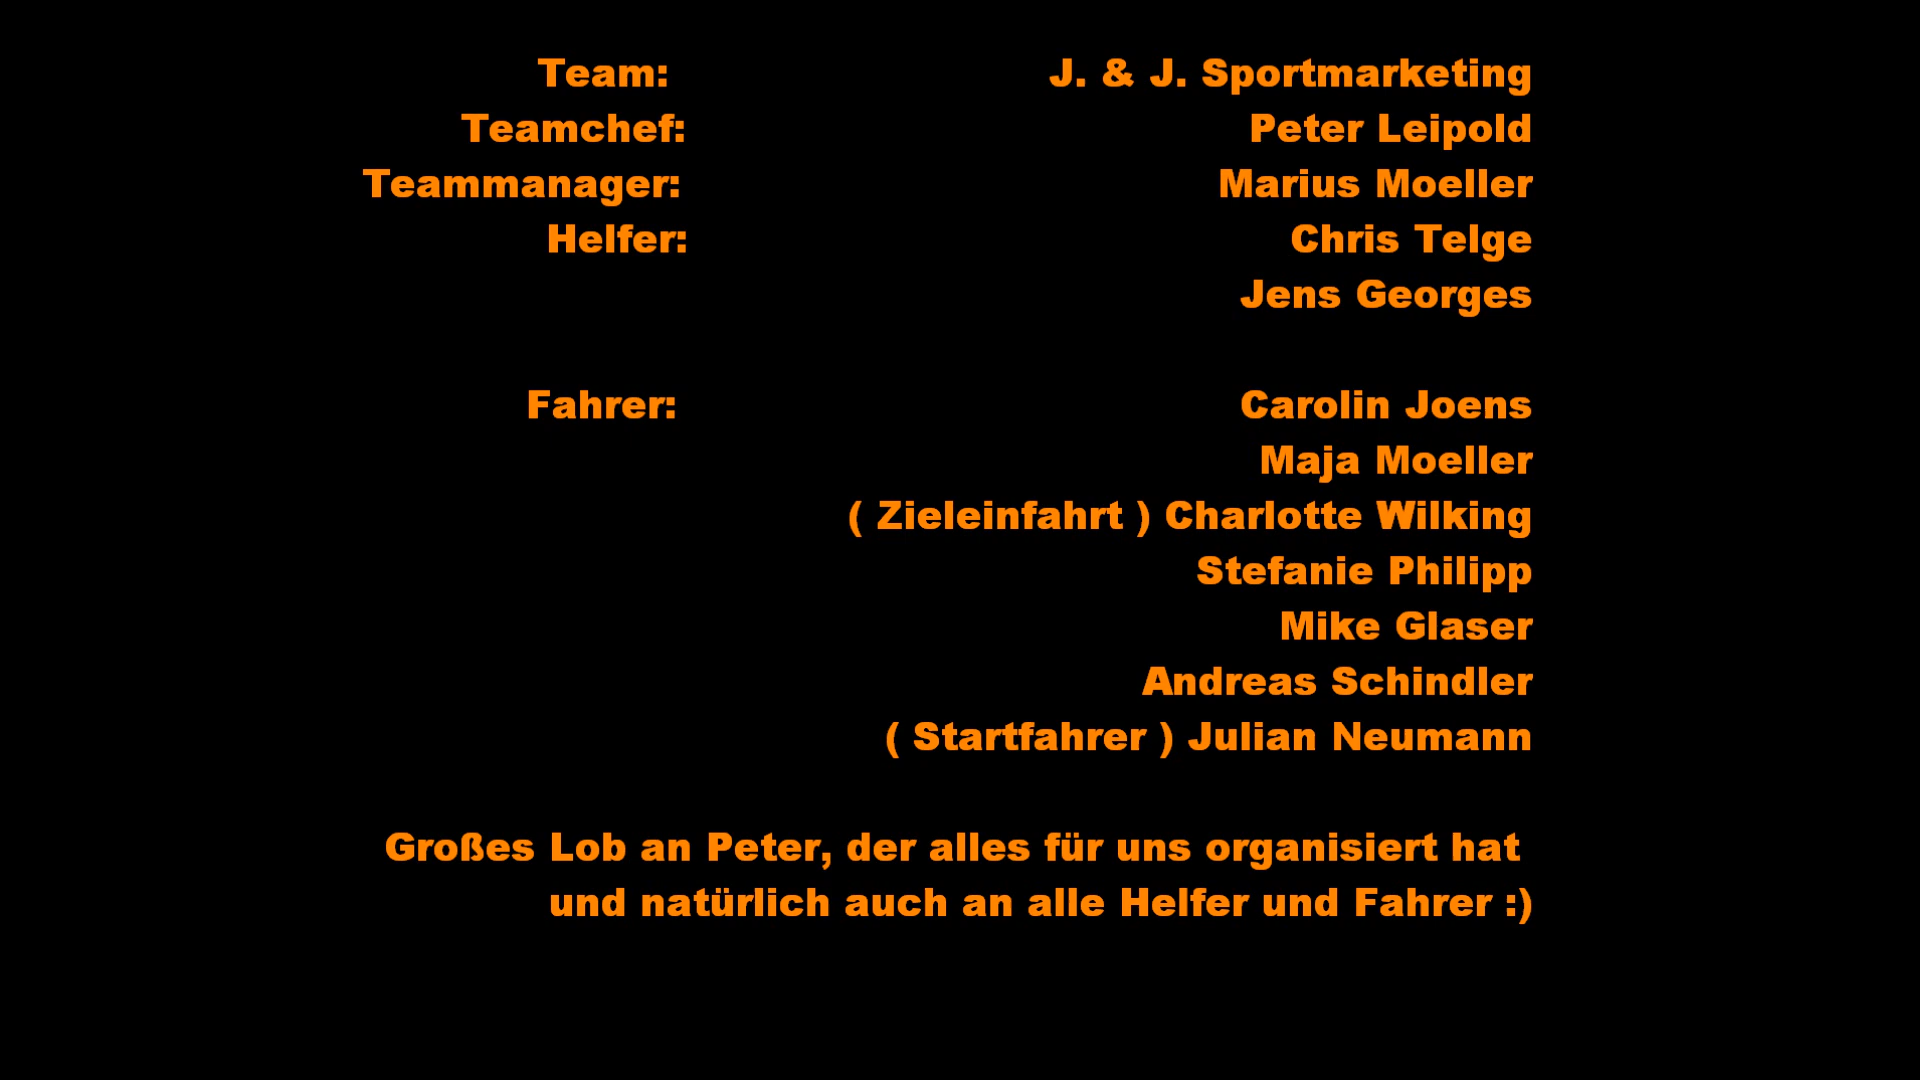 Team: J. & J. Sportmarketing
Teamchef: Peter Leipold
Teammanager: Marius Moeller
Helfer: Chris Telge
Jens Georges
Fahrer: Carolin Joens
Maja Moeller
( Zieleinfahrt ) Charlotte Wilking
Stefanie Philipp
Mike Glaser
Andreas Schindler
( Startfahrer ) Julian Neumann
Großes Lob an Peter, der alles für uns organisiert hat
und natürlich auch an alle Helfer und Fahrer :)